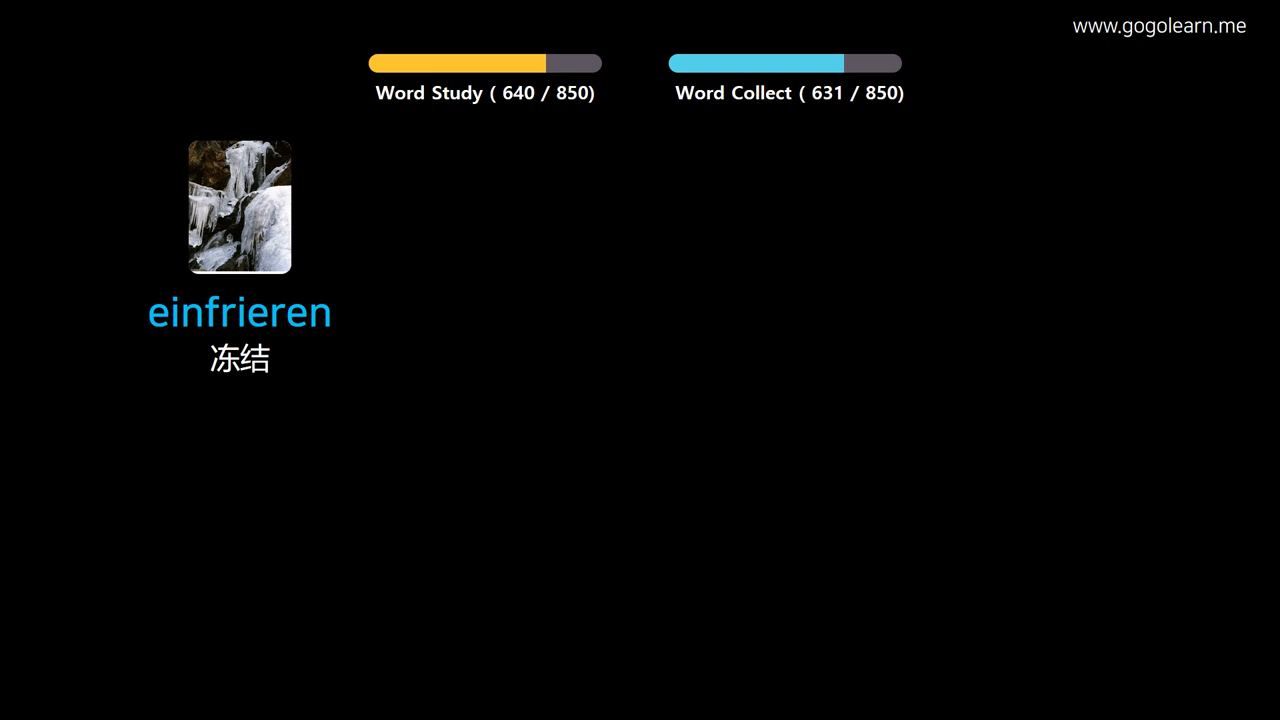 www.gogolearn.me
Word Study ( 640 / 850)
Word Collect ( 631 / 850)
einfrieren
冻结